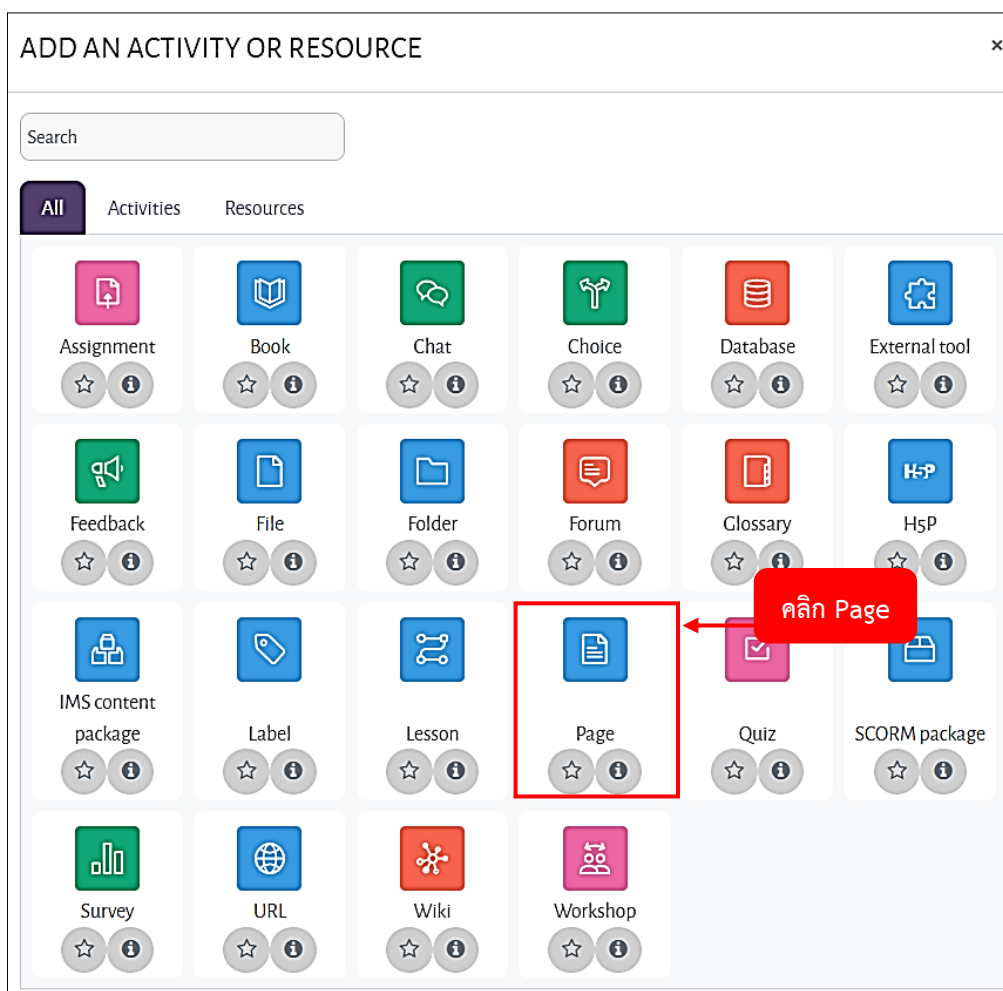 ADD AN ACTIVITY OR RESOURCE ×
Search
All Activities Resources
Assignment Book Chat Choice Database External tool
Feedback File Folder Forum Glossary H5P
คลิก Page
IMS content
package Label Lesson Page Quiz SCORM package
Survey URL Wiki Workshop